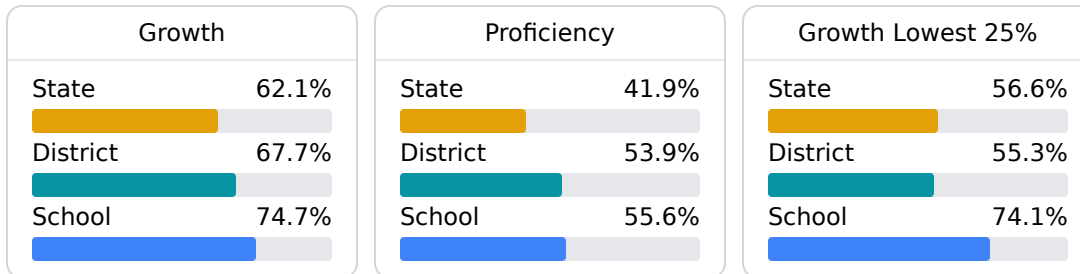 Growth
State 62.1%
District 67.7%
School 74.7%
Proficiency
State 41.9%
District 53.9%
School 55.6%
Growth Lowest 25%
State 56.6%
District 55.3%
School 74.1%